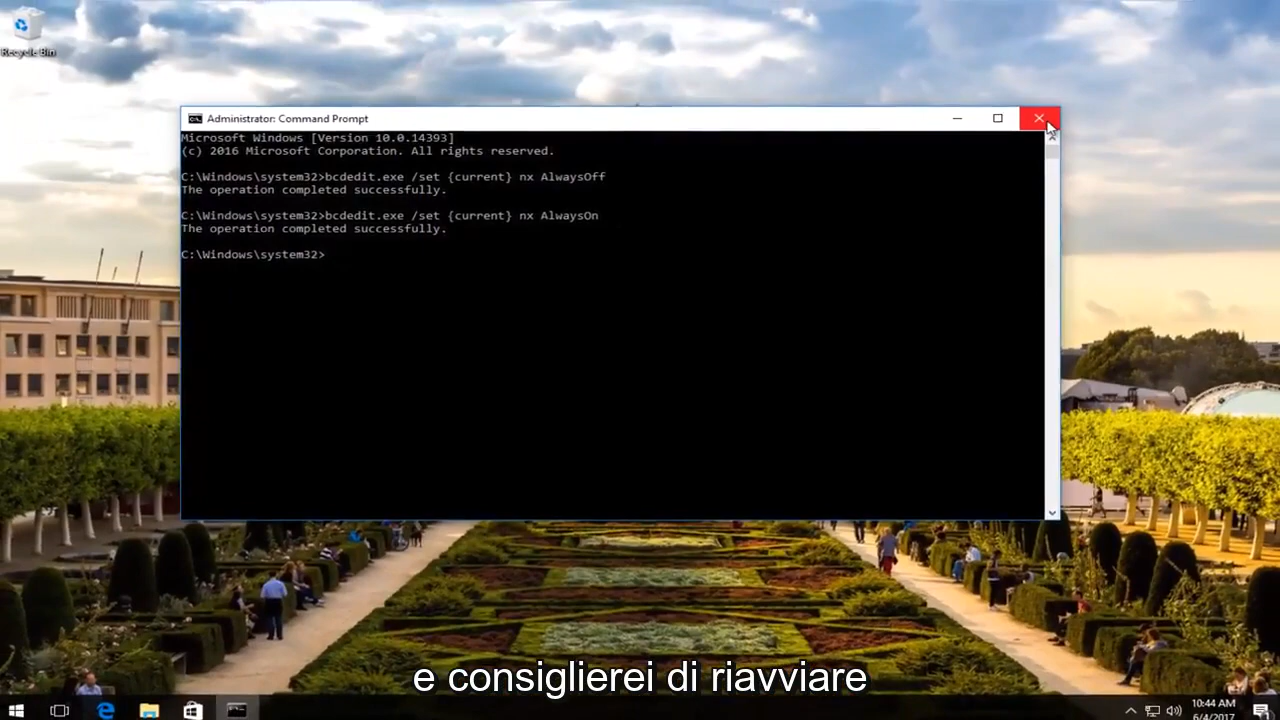 Recycle Bin
Administrator: Command Prompt
Microsoft Windows [Version 10.0.14393]
(c) 2016 Microsoft Corporation. All rights reserved.
C:\Windows\system32>bcdedit.exe /set {current} nx AlwaysOff
The operation completed successfully.
C:\Windows\system32>bcdedit.exe /set {current} nx AlwaysOn
The operation completed successfully.
C:\Windows\system32>
e consiglierei di riavviare
10:44 AM
6/4/2017